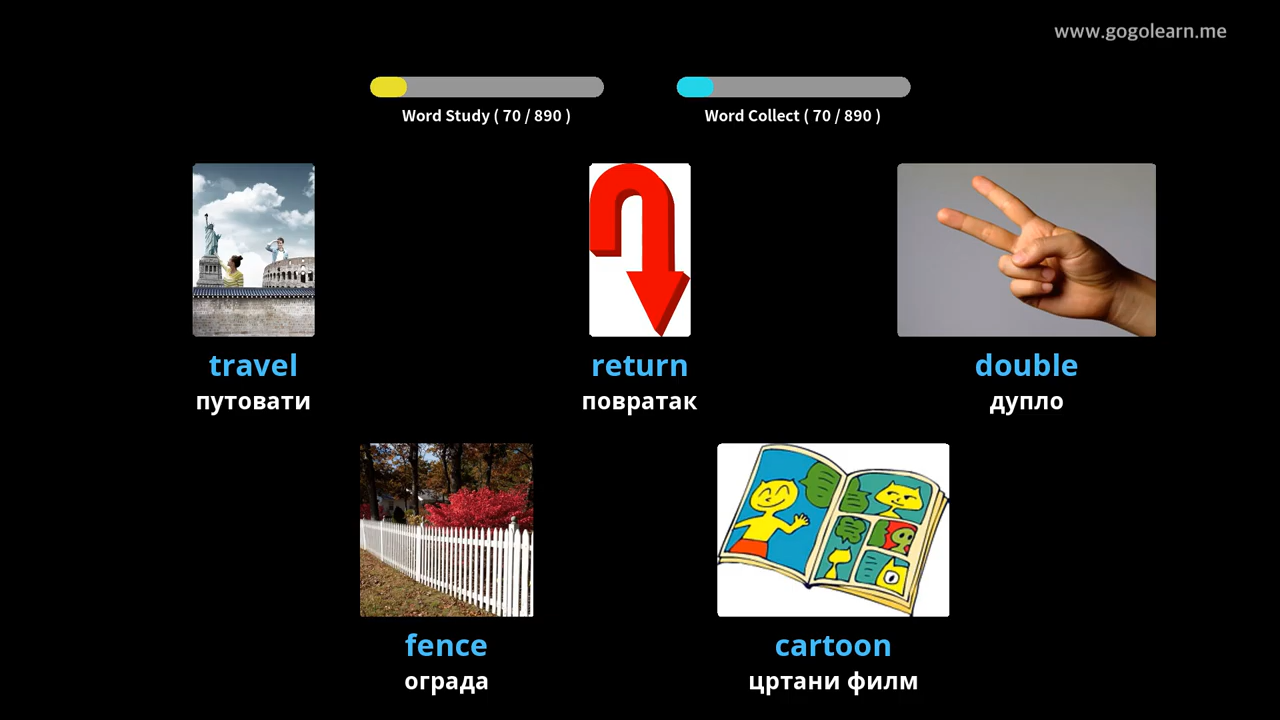 www.gogolearn.me
Word Study ( 70 / 890 )
Word Collect ( 70 / 890 )
travel
путовати
return
повратак
double
дупло
fence
ограда
cartoon
цртани филм